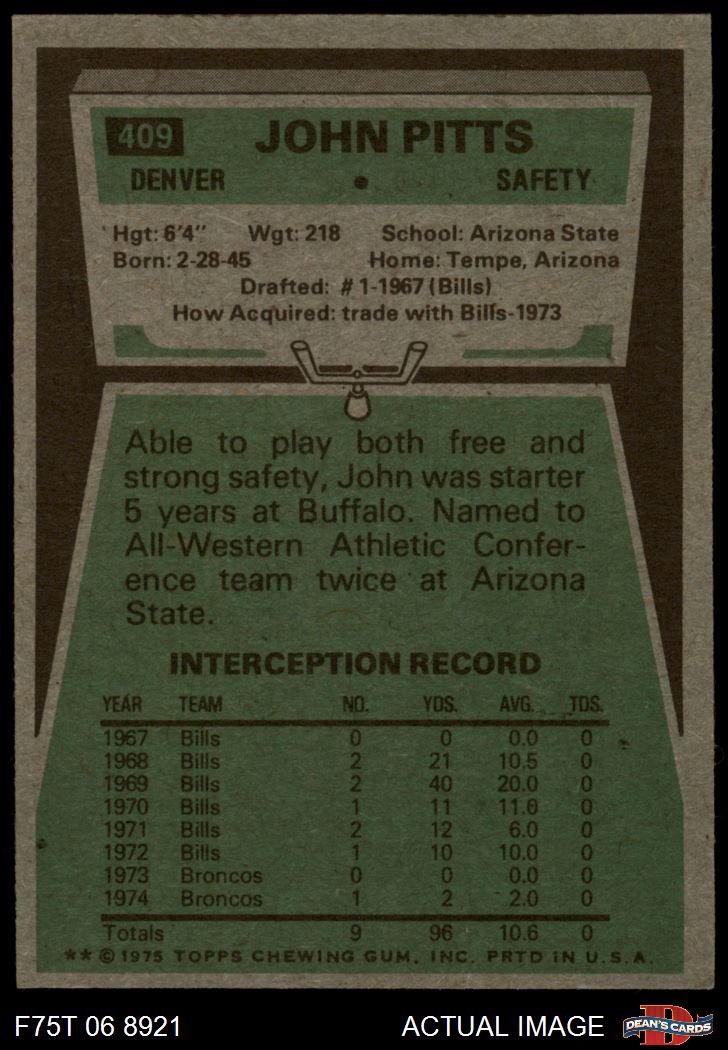 409 JOHN PITTS
DENVER • SAFETY
Hgt: 6'4" Wgt: 218 School: Arizona State
Born: 2-28-45 Home: Tempe, Arizona
Drafted: #1-1967 (Bills)
How Acquired: trade with Bills-1973
Able to play both free and
strong safety, John was starter
5 years at Buffalo. Named to
All-Western Athletic Confer-
ence team twice at Arizona
State.
INTERCEPTION RECORD
YEAR TEAM NO. YDS. AVG. TDS.
1967 Bills 0 0 0.0 0
1968 Bills 2 21 10.5 0
1969 Bills 2 40 20.0 0
1970 Bills 1 11 11.0 0
1971 Bills 2 12 6.0 0
1972 Bills 1 10 10.0 0
1973 Broncos 0 0 0.0 0
1974 Broncos 1 2 2.0 0
Totals 9 96 10.6 0
** © 1975 TOPPS CHEWING GUM, INC. PRTD IN U.S.A.
F75T 06 8921 ACTUAL IMAGE D DEAN'S CARDS